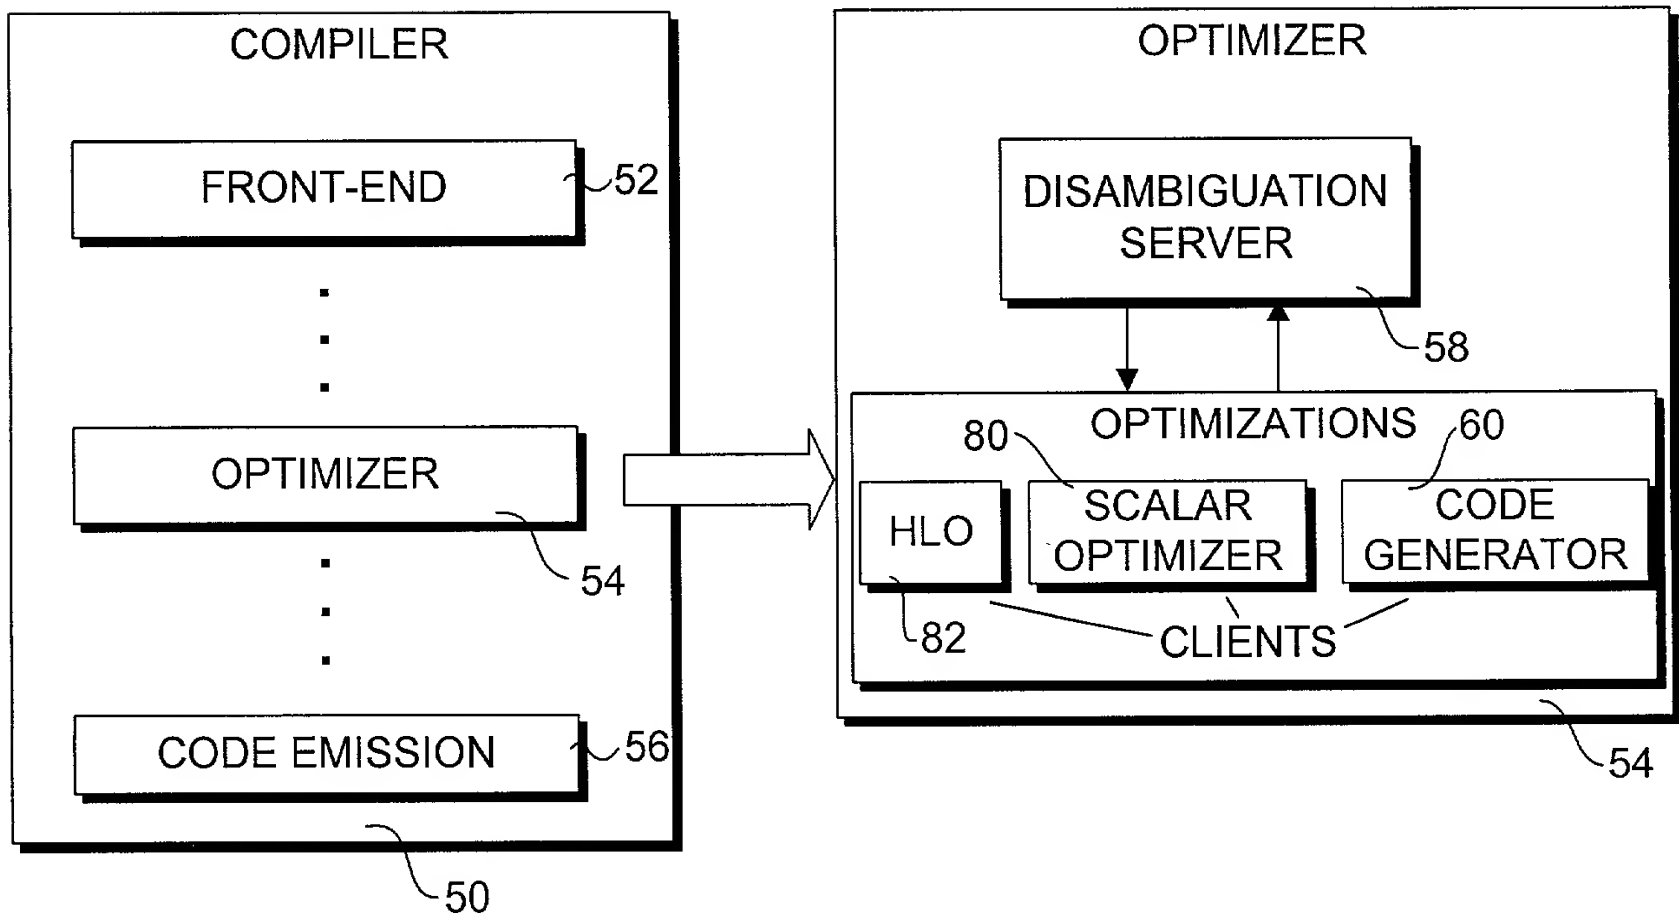 COMPILER
FRONT-END
52
OPTIMIZER
54
CODE EMISSION
56
50
OPTIMIZER
DISAMBIGUATION
SERVER
58
OPTIMIZATIONS
80
60
HLO
SCALAR
OPTIMIZER
CODE
GENERATOR
82
CLIENTS
54